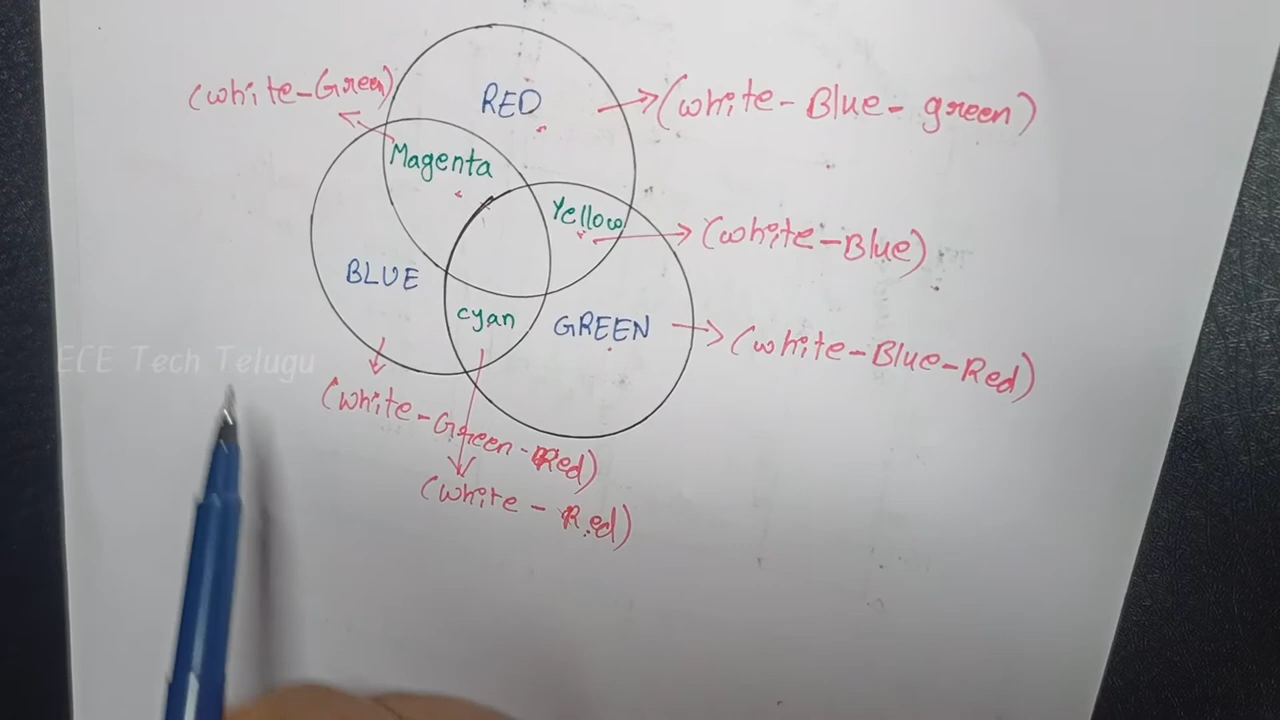 RED
(white-Green)
(white-Blue-green)
Magenta
Yellow
(white-Blue)
BLUE
cyan
GREEN
(white-Blue-Red)
ECE Tech Telugu
(white-Green-Red)
(white-Red)